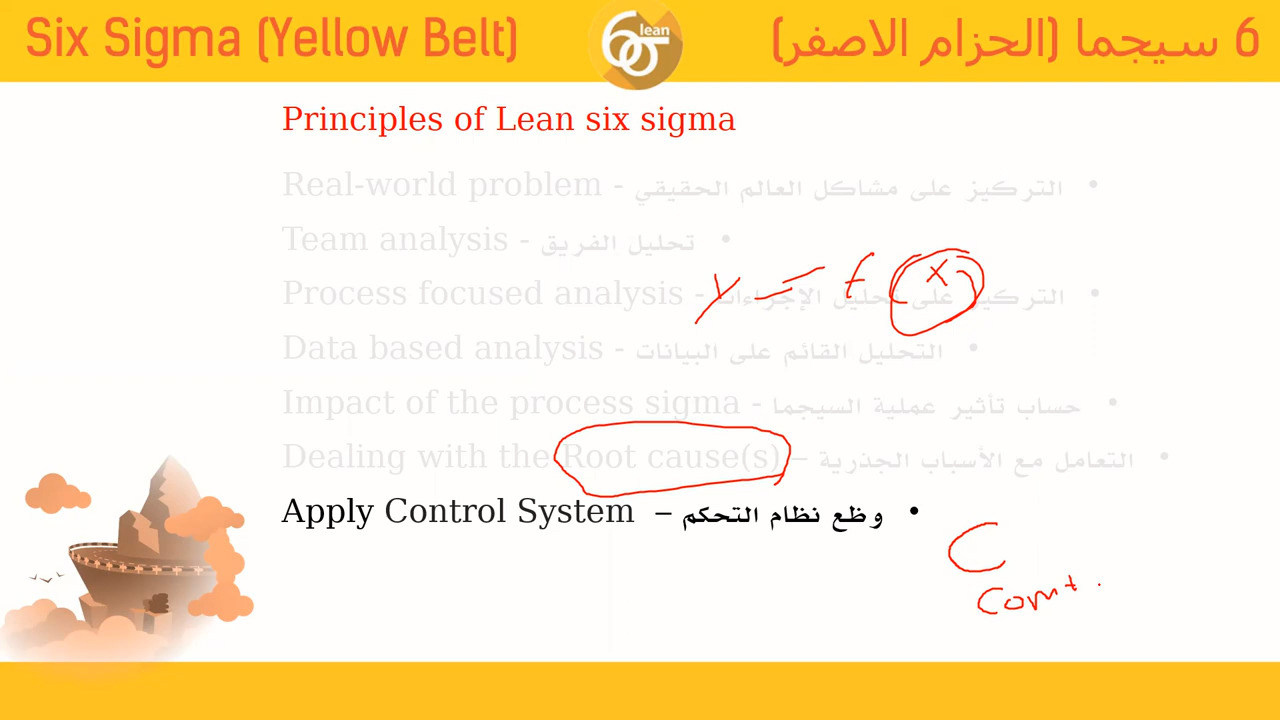 Six Sigma (Yellow Belt)
6σ lean
6 سيجما (الحزام الاصفر)
Principles of Lean six sigma
Real-world problem - التركيز على مشاكل العالم الحقيقي •
Team analysis - تحليل الفريق •
y = f (x)
Process focused analysis - التركيز على تحليل الإجراءات •
Data based analysis - التحليل القائم على البيانات •
Impact of the process sigma - حساب تأثير عملية السيجما •
Dealing with the Root cause(s) – التعامل مع الأسباب الجذرية •
Apply Control System – وظع نظام التحكم •
C
Cont.